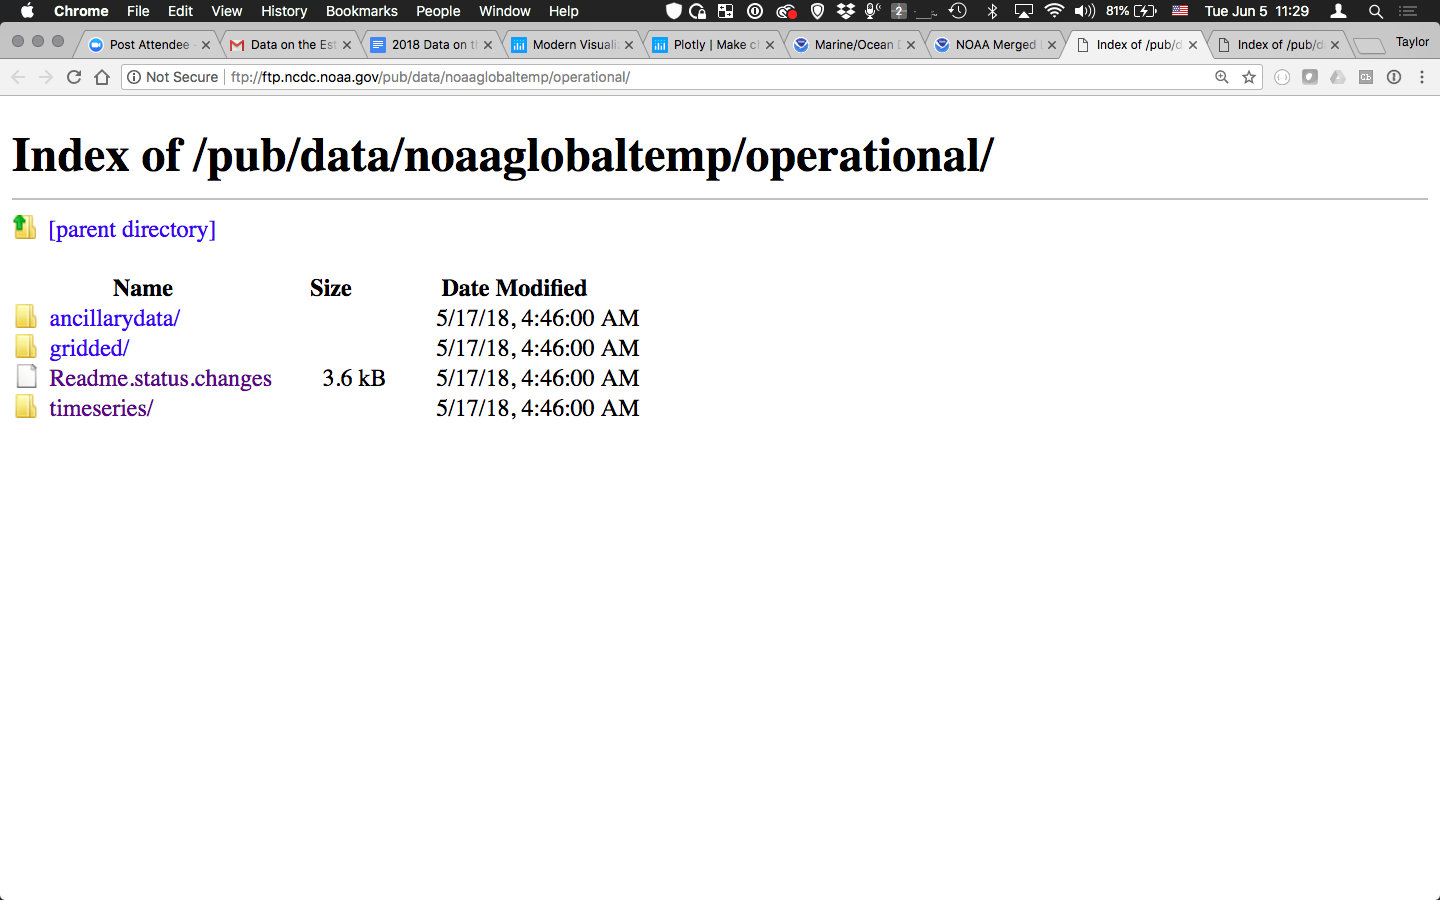 Chrome File Edit View History Bookmarks People Window Help 2 81% Tue Jun 5 11:29
Post Attendee - Data on the Est 2018 Data on t Modern Visuali Plotly | Make c Marine/Ocean D NOAA Merged Index of /pub/d Index of /pub/d Taylor
Not Secure ftp://ftp.ncdc.noaa.gov/pub/data/noaaglobaltemp/operational/
Index of /pub/data/noaaglobaltemp/operational/
[parent directory]
Name Size Date Modified
ancillarydata/ 5/17/18, 4:46:00 AM
gridded/ 5/17/18, 4:46:00 AM
Readme.status.changes 3.6 kB 5/17/18, 4:46:00 AM
timeseries/ 5/17/18, 4:46:00 AM